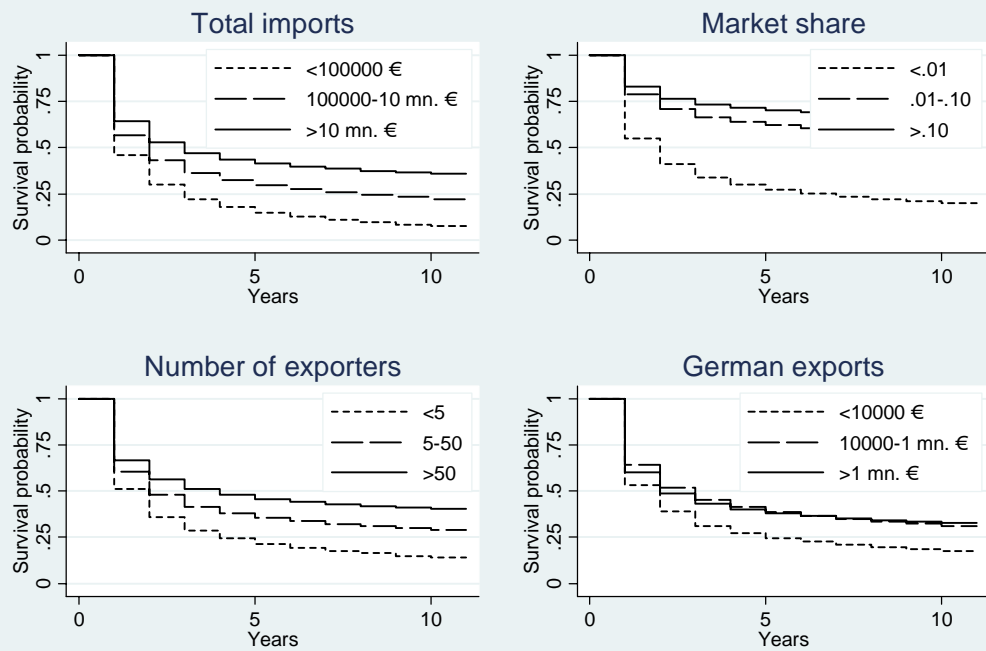 Total imports
Survival probability
1
.75
.5
.25
0
<100000 €
100000-10 mn. €
>10 mn. €
0 5 10
Years
Market share
Survival probability
1
.75
.5
.25
0
<.01
.01-.10
>.10
0 5 10
Years
Number of exporters
Survival probability
1
.75
.5
.25
0
<5
5-50
>50
0 5 10
Years
German exports
Survival probability
1
.75
.5
.25
0
<10000 €
10000-1 mn. €
>1 mn. €
0 5 10
Years